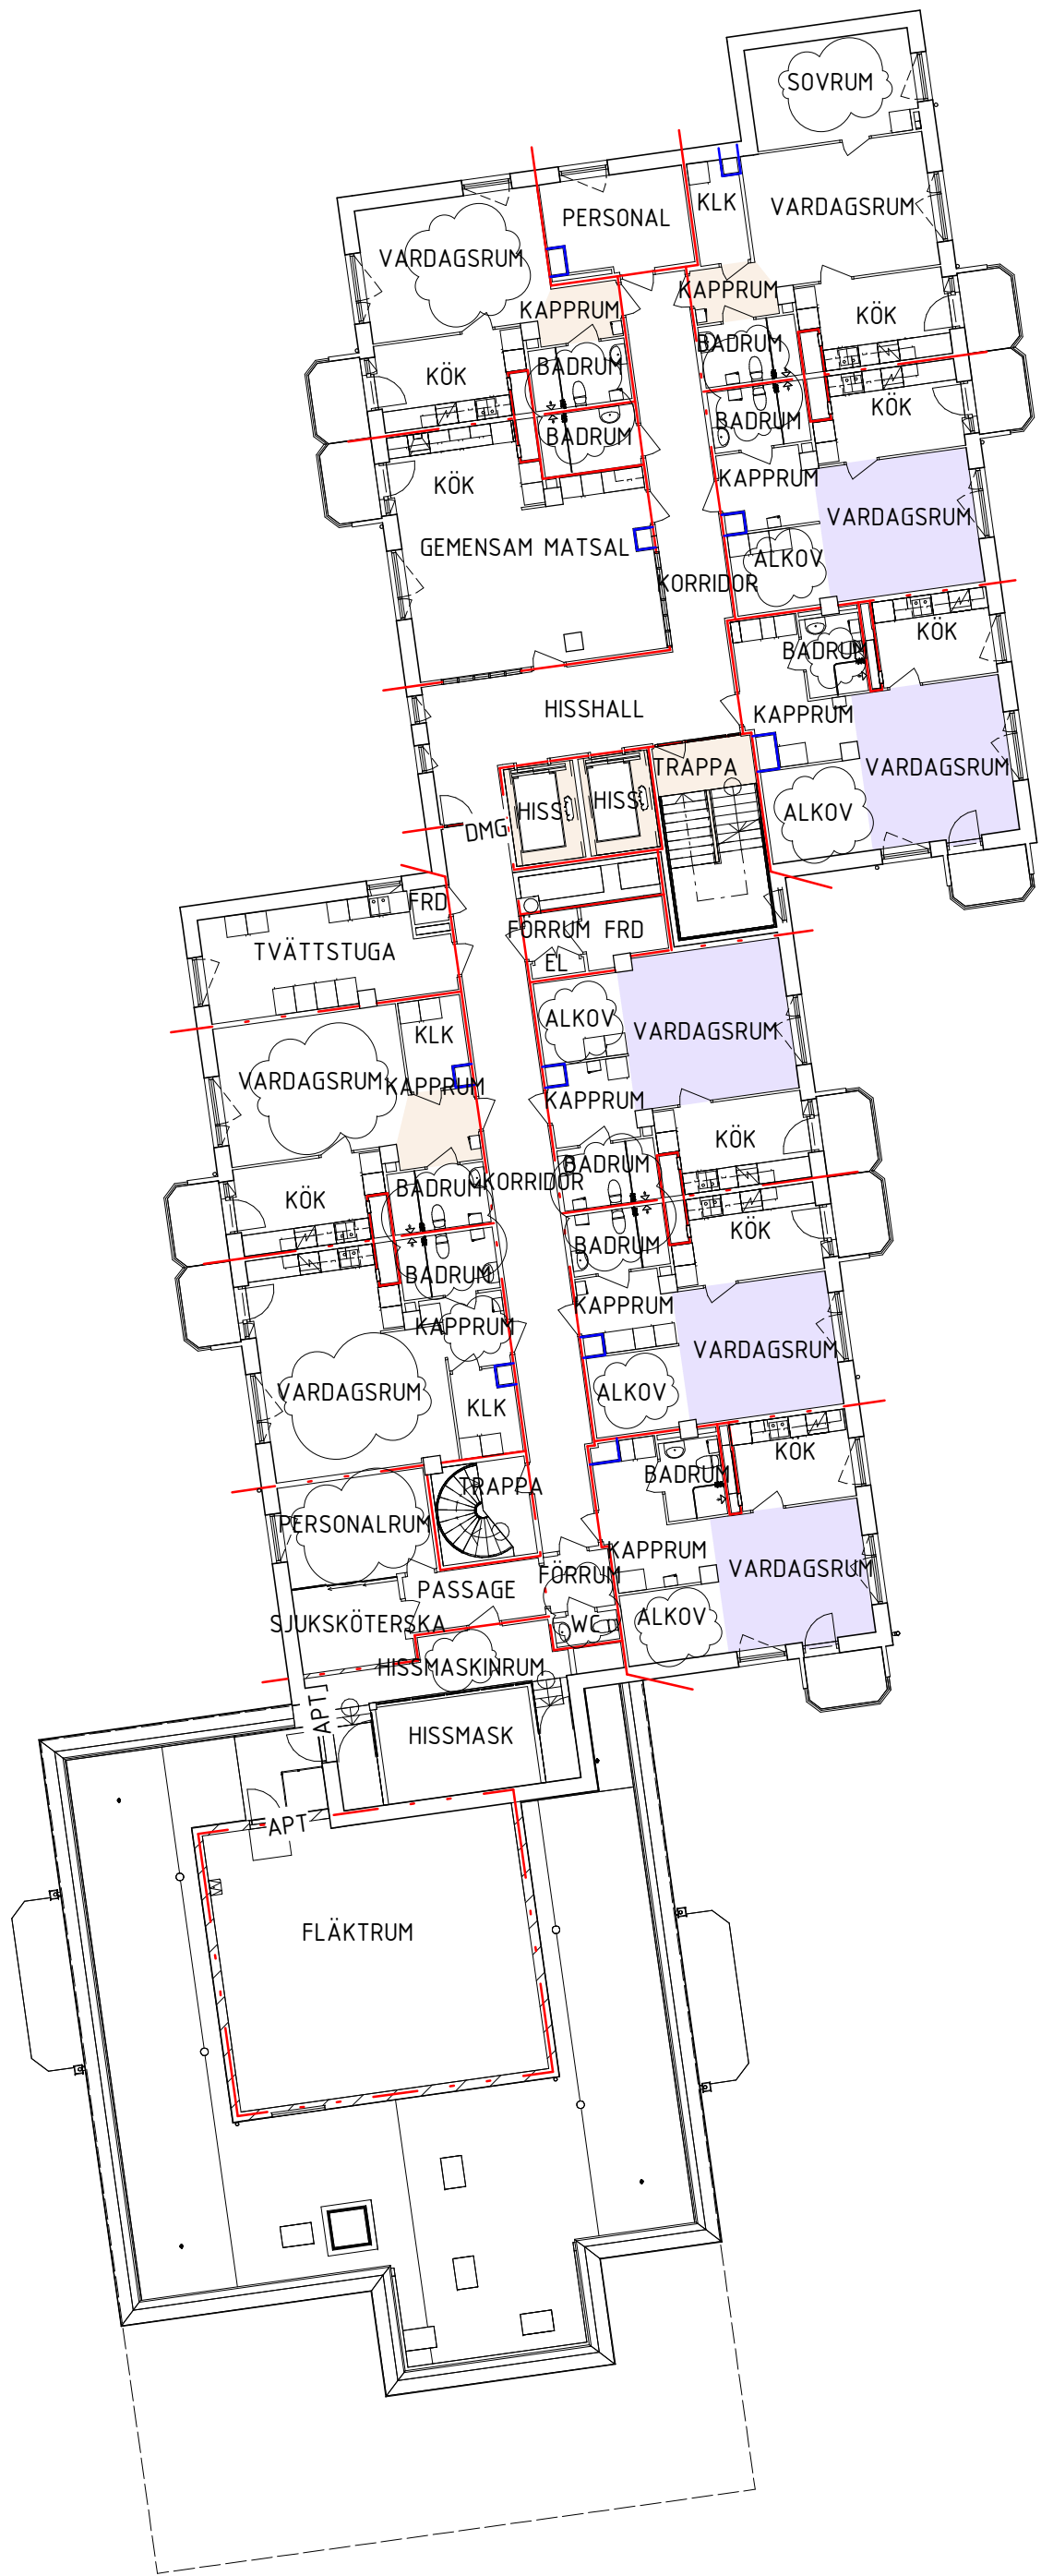 SOVRUM
KLK
VARDAGSRUM
PERSONAL
VARDAGSRUM
KAPPRUM
KAPPRUM
KÖK
BADRUM
BADRUM
KÖK
KÖK
BADRUM
BADRUM
KAPPRUM
KÖK
VARDAGSRUM
GEMENSAM MATSAL
ALKOV
KORRIDOR
KÖK
BADRUM
HISSHALL
KAPPRUM
TRAPPA
VARDAGSRUM
HISS
HISS
ALKOV
DMG
FRD
FÖRRUM FRD
TVÄTTSTUGA
EL
ALKOV
VARDAGSRUM
KLK
VARDAGSRUM
KAPPRUM
KAPPRUM
KÖK
BADRUM
BADRUM
KORRIDOR
KÖK
KÖK
BADRUM
BADRUM
KAPPRUM
KAPPRUM
VARDAGSRUM
VARDAGSRUM
ALKOV
KLK
KÖK
BADRUM
TRAPPA
PERSONALRUM
KAPPRUM
VARDAGSRUM
FÖRRUM
PASSAGE
ALKOV
SJUKSKÖTERSKA
WC
HISSMASKINRUM
APT
HISSMASK
APT
FLÄKTRUM